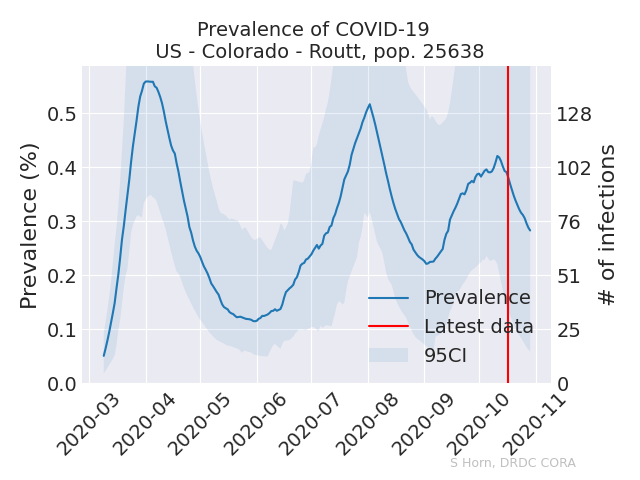 Prevalence of COVID-19
US - Colorado - Routt, pop. 25638
Prevalence (%)
0.5
0.4
0.3
0.2
0.1
0.0
128
102
76
51
25
0
# of infections
Prevalence
Latest data
95CI
2020-03
2020-04
2020-05
2020-06
2020-07
2020-08
2020-09
2020-10
2020-11
S Horn, DRDC CORA